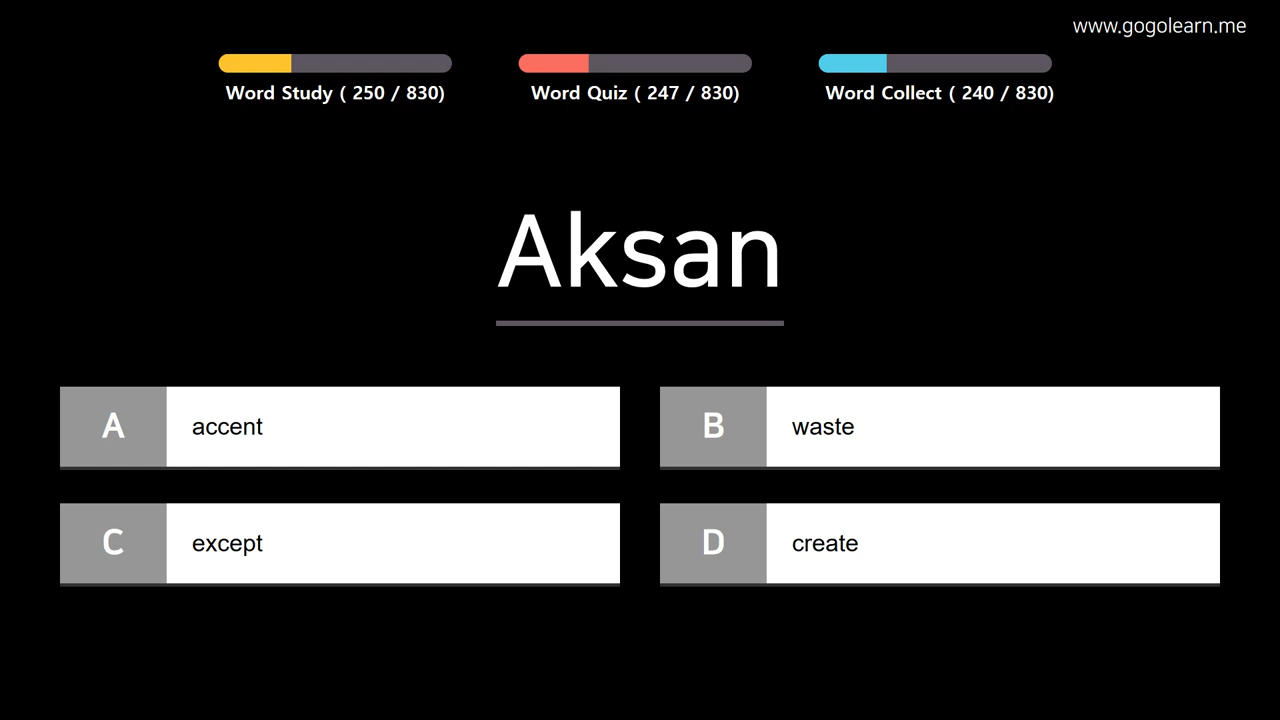 www.gogolearn.me
Word Study ( 250 / 830)
Word Quiz ( 247 / 830)
Word Collect ( 240 / 830)
Aksan
A accent
B waste
C except
D create